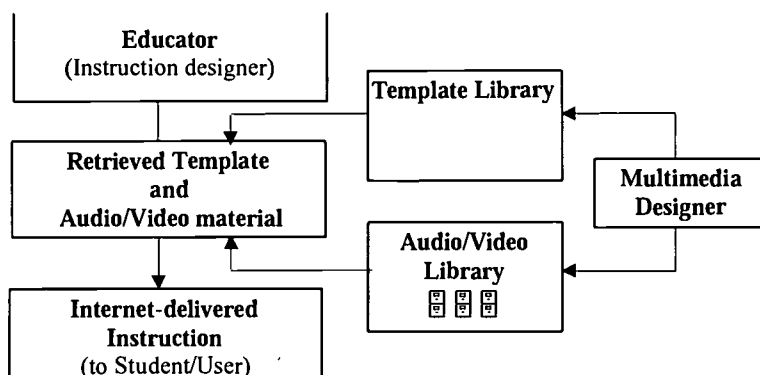 Educator
(Instruction designer)
Template Library
Retrieved Template
and
Audio/Video material
Multimedia
Designer
Audio/Video
Library
Internet-delivered
Instruction
(to Student/User)